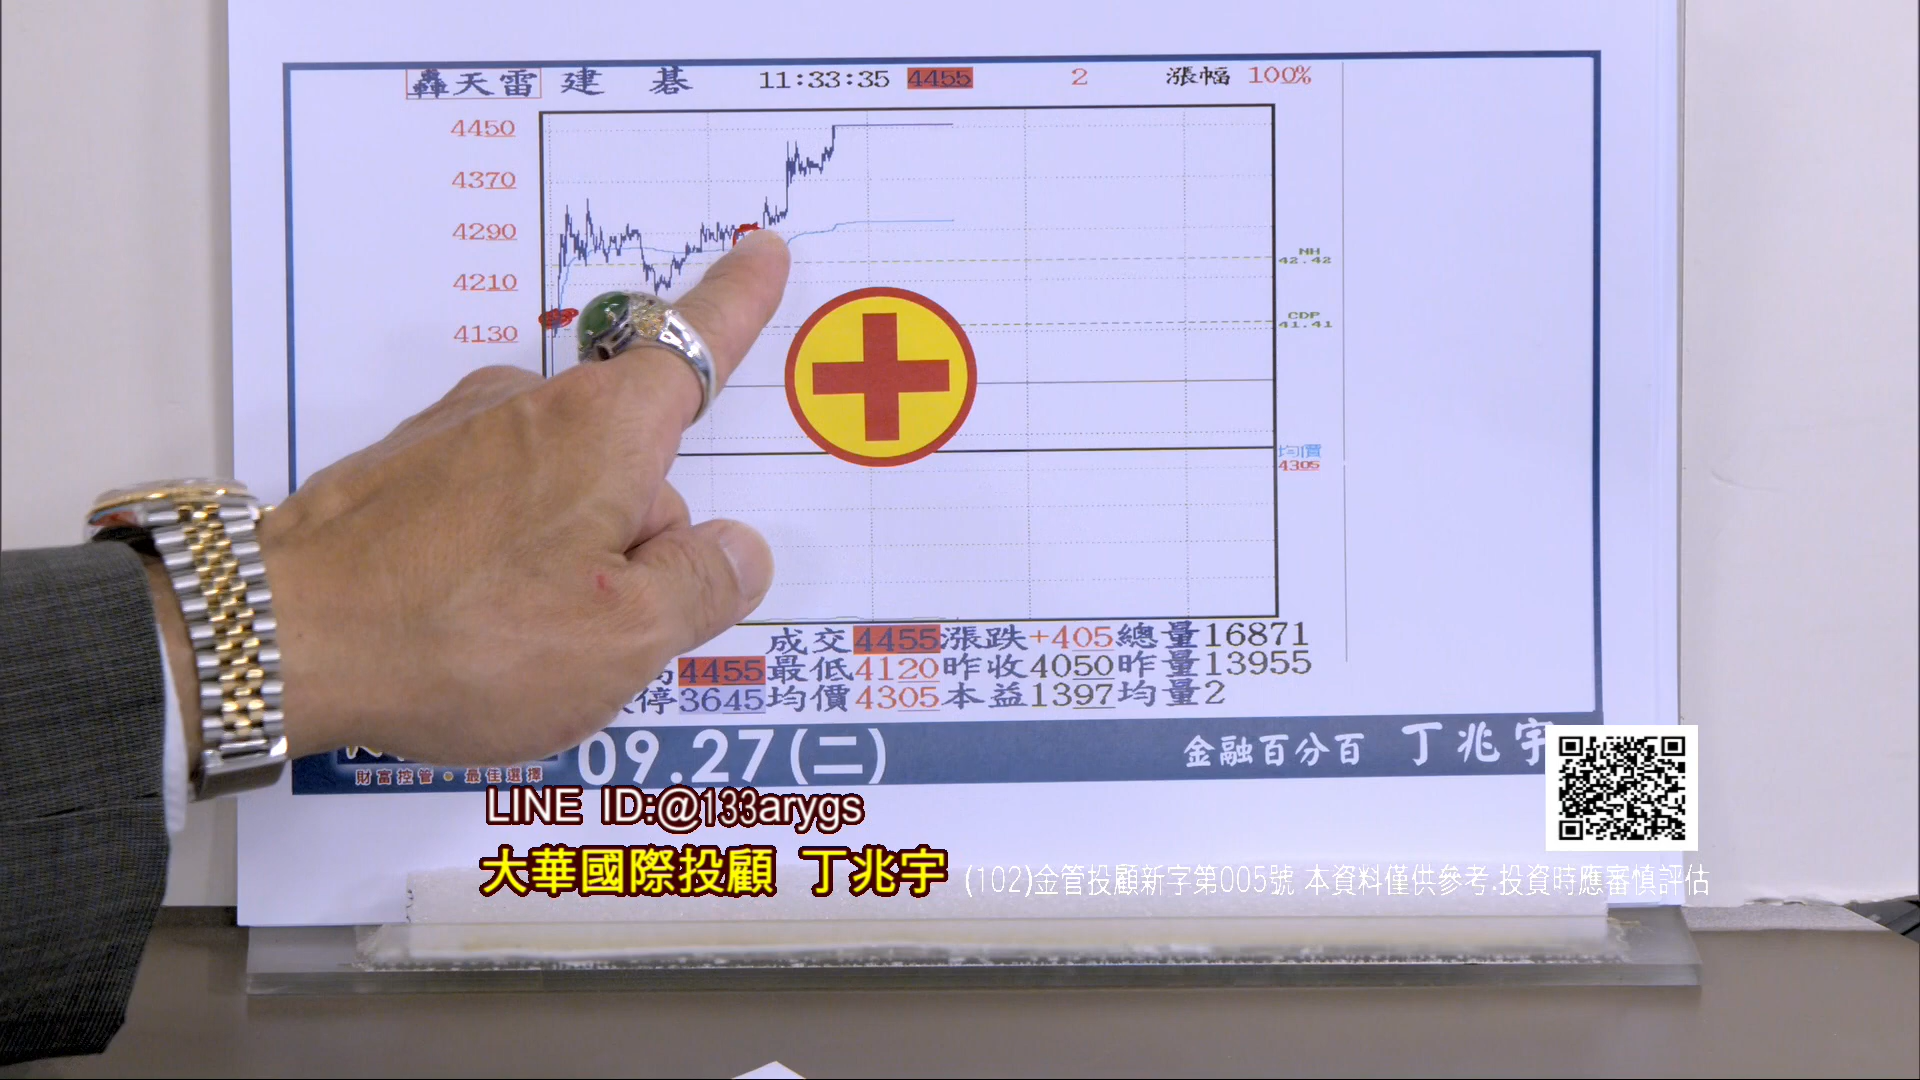 轟天雷 建 碁 11:33:35 4455 2 漲幅 100%
4450
4370
4290
4210
4130
NH
42.42
CDP
41.41
均價
4305
成交4455漲跌+405總量16871
4455最低4120昨收4050昨量13955
停3645均價4305本益1397均量2
09.27(二) 金融百分百 丁兆宇
財富控管 ● 最佳選擇
LINE ID:@133arygs
大華國際投顧 丁兆宇 (102)金管投顧新字第005號 本資料僅供參考.投資時應審慎評估